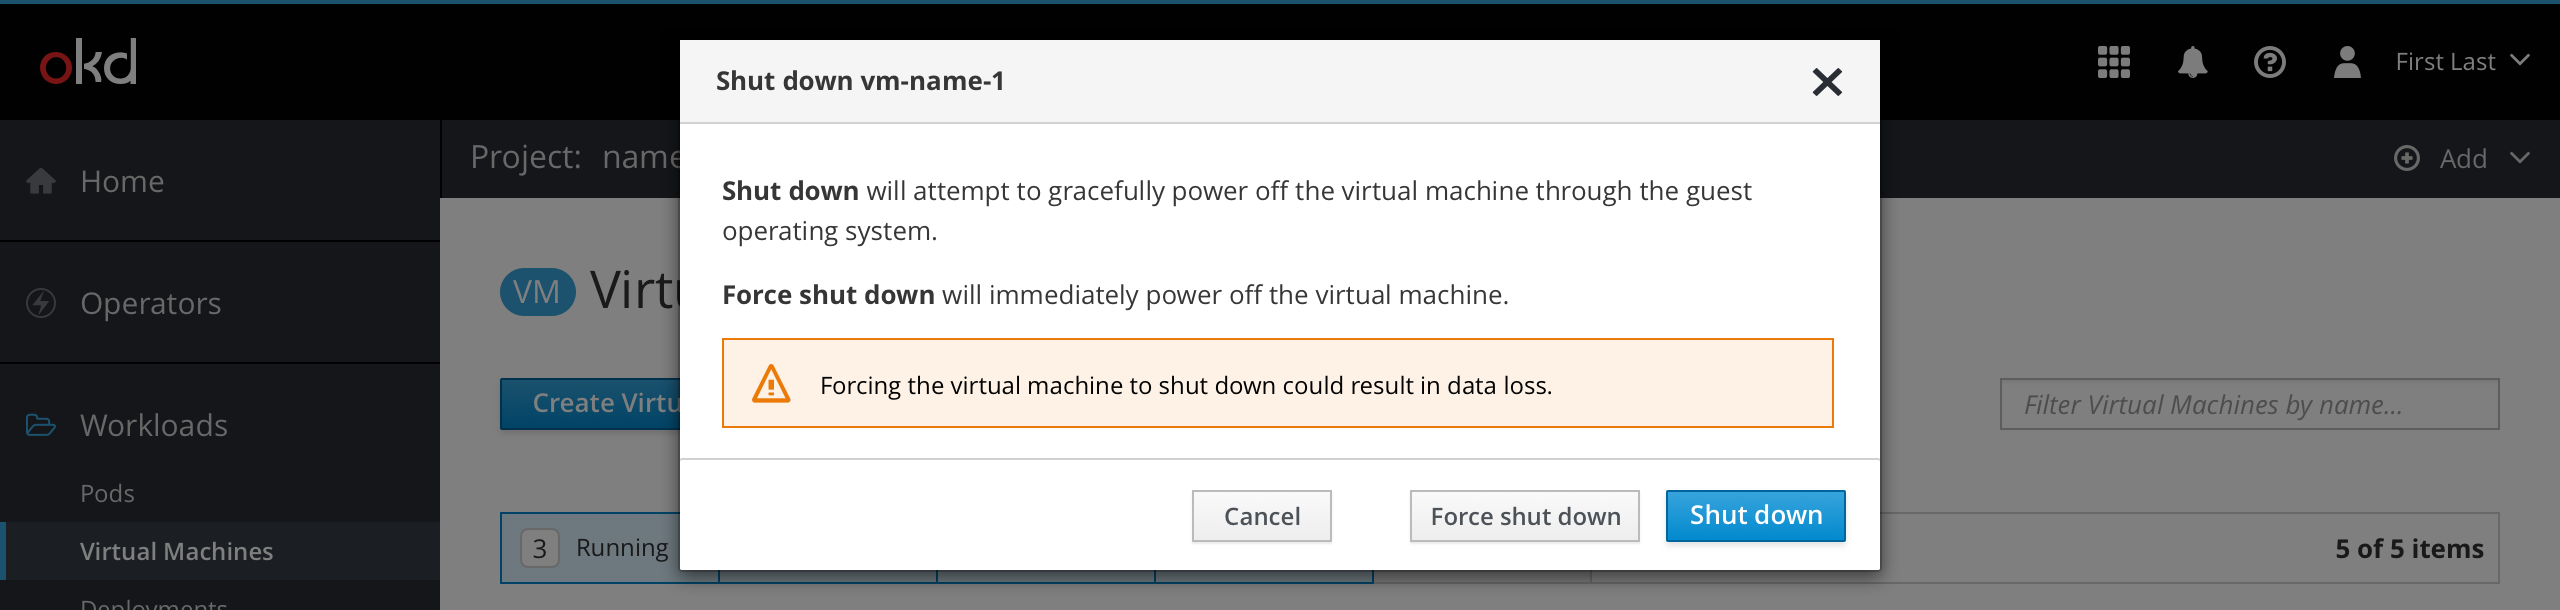 okd
First Last
Shut down vm-name-1
Home
Project: name
Add
Shut down will attempt to gracefully power off the virtual machine through the guest
operating system.
Operators
VM
Force shut down will immediately power off the virtual machine.
Forcing the virtual machine to shut down could result in data loss.
Create Virtu
Filter Virtual Machines by name...
Workloads
Pods
Virtual Machines
Deployments
Cancel
Force shut down
Shut down
3 Running
5 of 5 items